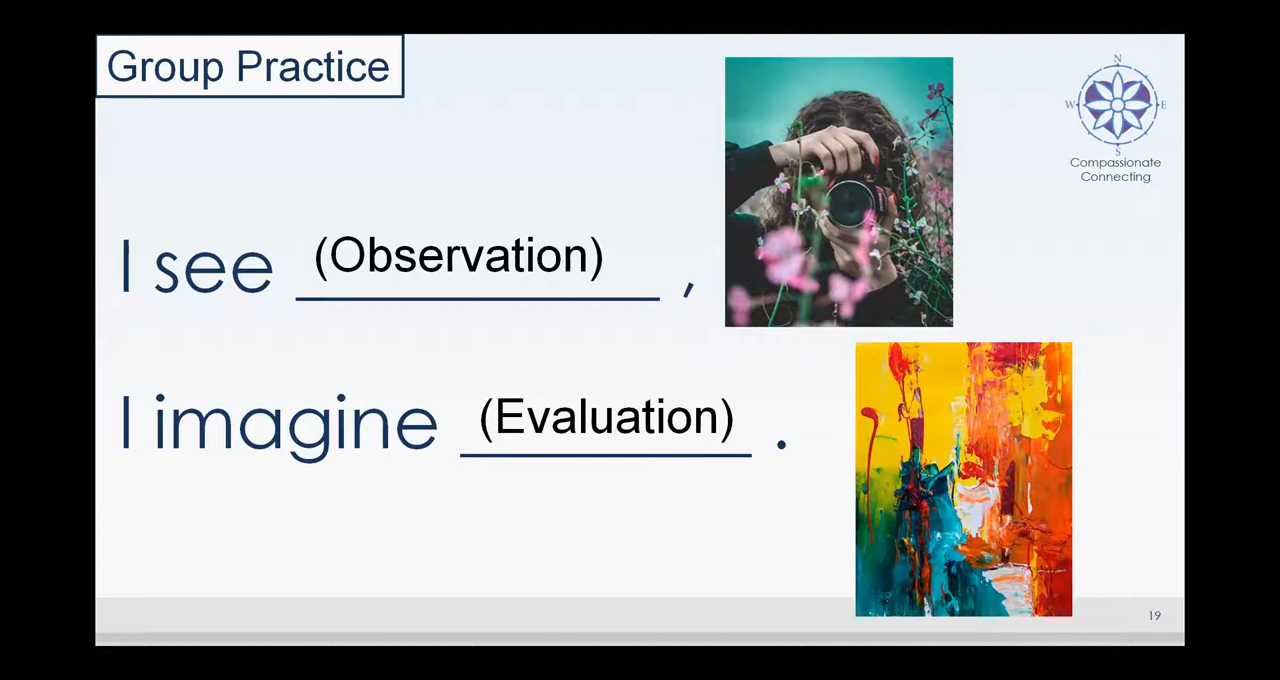 Group Practice
N
W E
S
Compassionate
Connecting
I see (Observation) ,
I imagine (Evaluation) .
19